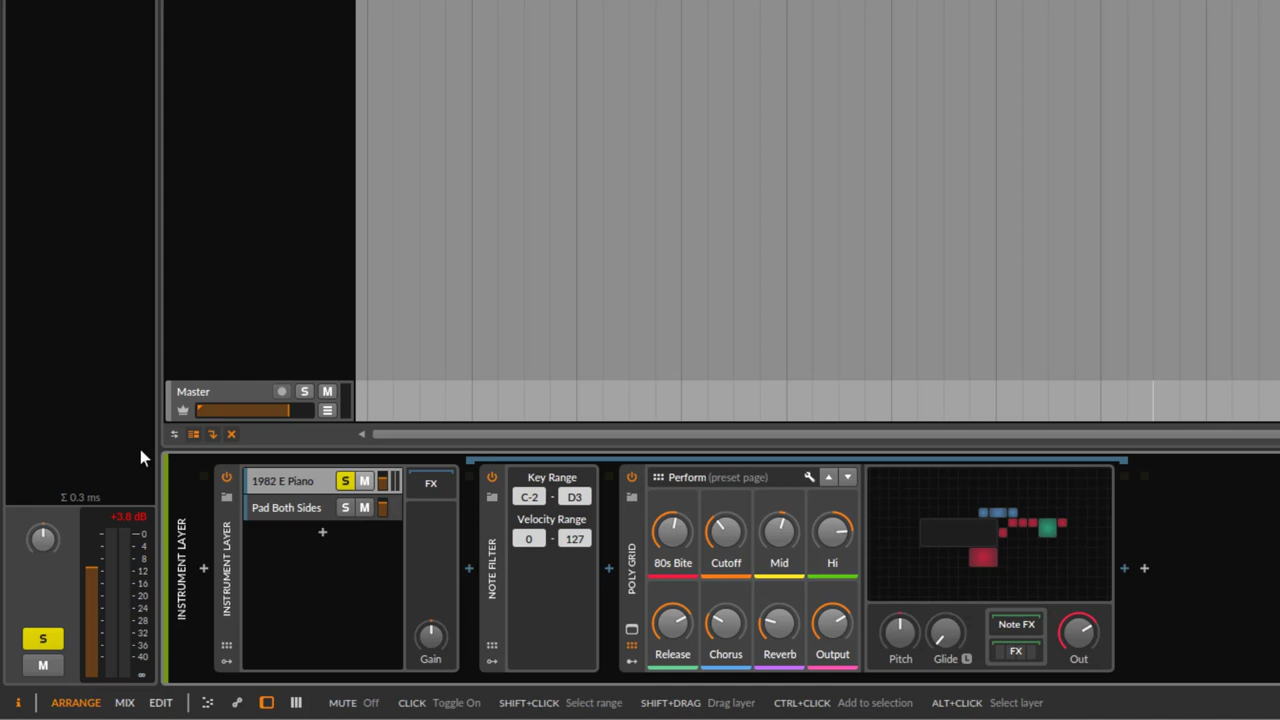 Master
S
M
Σ 0.3 ms
+3.8 dB
0
4
8
12
16
20
24
28
32
36
40
∞
S
M
INSTRUMENT LAYER
INSTRUMENT LAYER
1982 E Piano
S
M
Pad Both Sides
S
M
FX
Gain
NOTE FILTER
Key Range
C-2 - D3
Velocity Range
0 - 127
POLY GRID
Perform (preset page)
80s Bite
Cutoff
Mid
Hi
Release
Chorus
Reverb
Output
Pitch
Glide
L
Note FX
FX
Out
i
ARRANGE
MIX
EDIT
MUTE Off
CLICK Toggle On
SHIFT+CLICK Select range
SHIFT+DRAG Drag layer
CTRL+CLICK Add to selection
ALT+CLICK Select layer